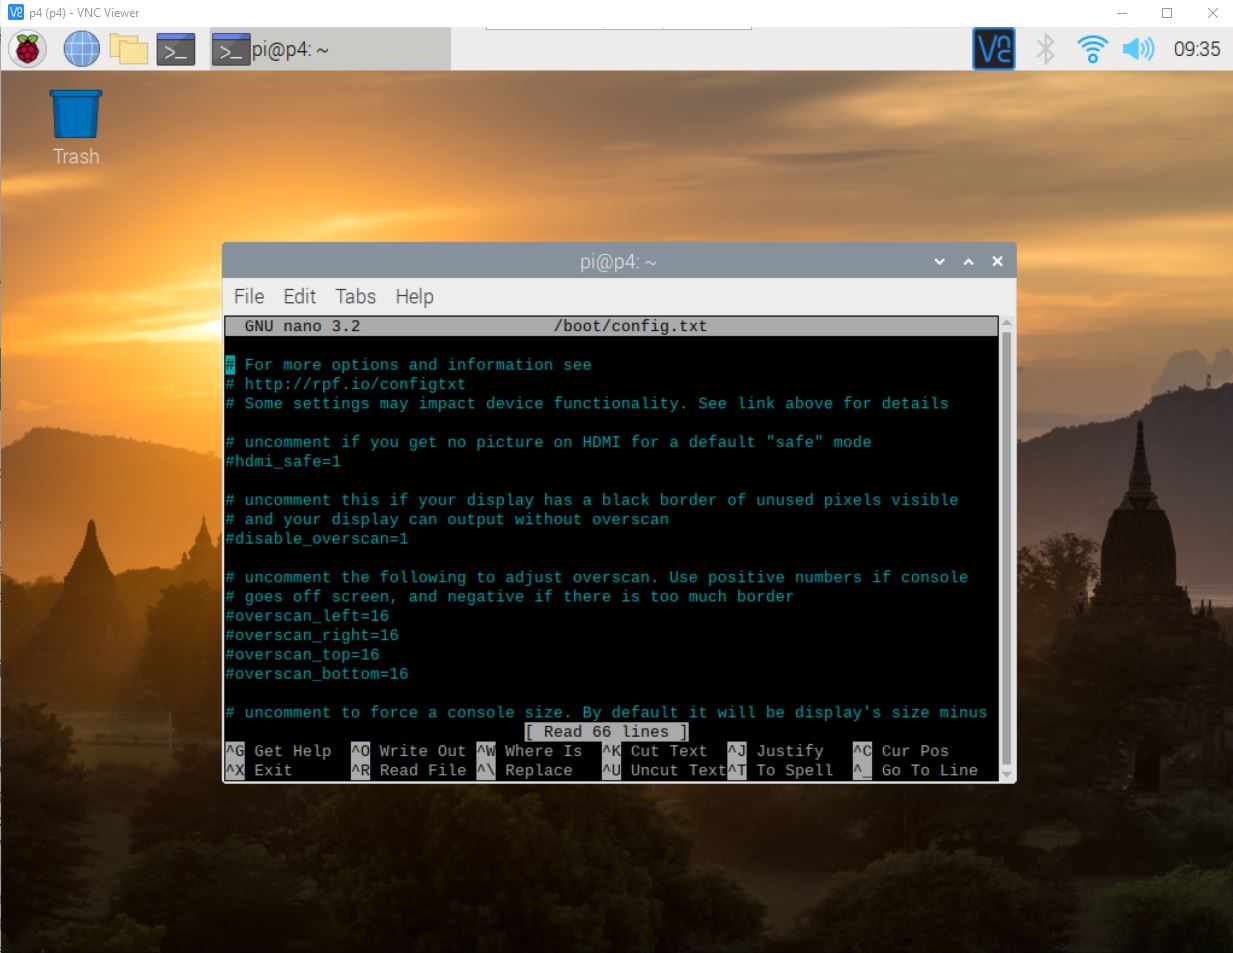 p4 (p4) - VNC Viewer
pi@p4: ~
09:35
Trash
pi@p4: ~
File Edit Tabs Help
GNU nano 3.2 /boot/config.txt
# For more options and information see
# http://rpf.io/configtxt
# Some settings may impact device functionality. See link above for details
# uncomment if you get no picture on HDMI for a default "safe" mode
#hdmi_safe=1
# uncomment this if your display has a black border of unused pixels visible
# and your display can output without overscan
#disable_overscan=1
# uncomment the following to adjust overscan. Use positive numbers if console
# goes off screen, and negative if there is too much border
#overscan_left=16
#overscan_right=16
#overscan_top=16
#overscan_bottom=16
# uncomment to force a console size. By default it will be display's size minus
[ Read 66 lines ]
^G Get Help ^O Write Out ^W Where Is ^K Cut Text ^J Justify ^C Cur Pos
^X Exit ^R Read File ^\ Replace ^U Uncut Text ^T To Spell ^_ Go To Line